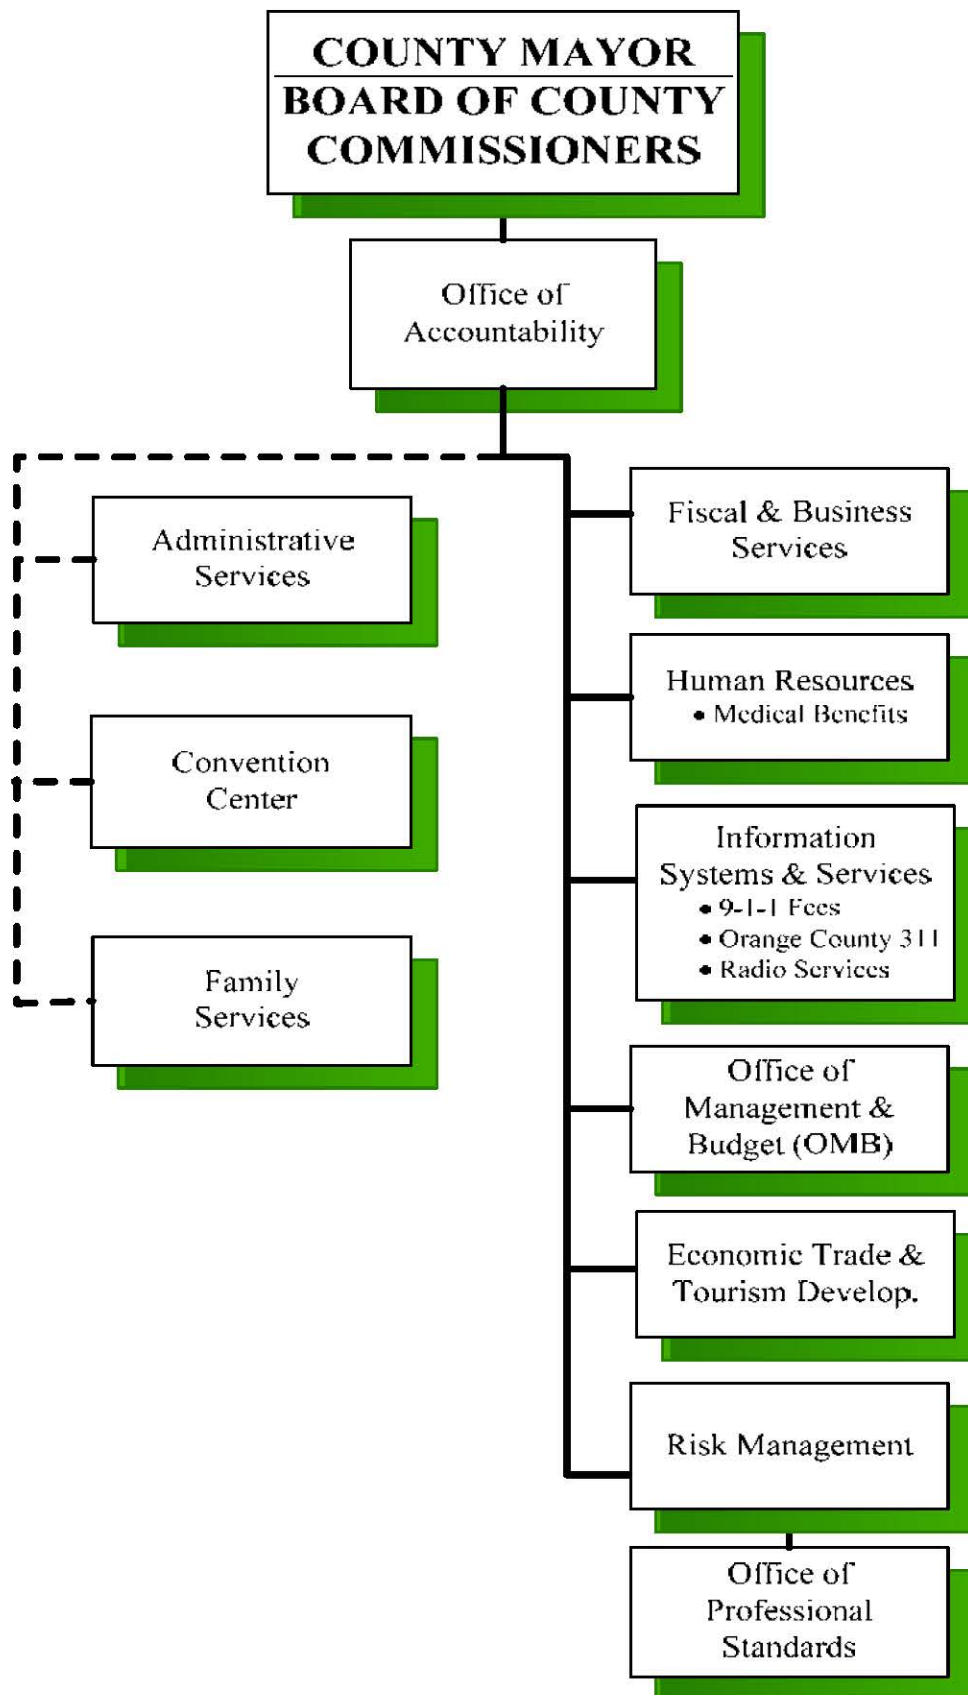 COUNTY MAYOR
BOARD OF COUNTY
COMMISSIONERS
Office of
Accountability
Administrative
Services
Convention
Center
Family
Services
Fiscal & Business
Services
Human Resources
• Medical Benefits
Information
Systems & Services
• 9-1-1 Fees
• Orange County 311
• Radio Services
Office of
Management &
Budget (OMB)
Economic Trade &
Tourism Develop.
Risk Management
Office of
Professional
Standards